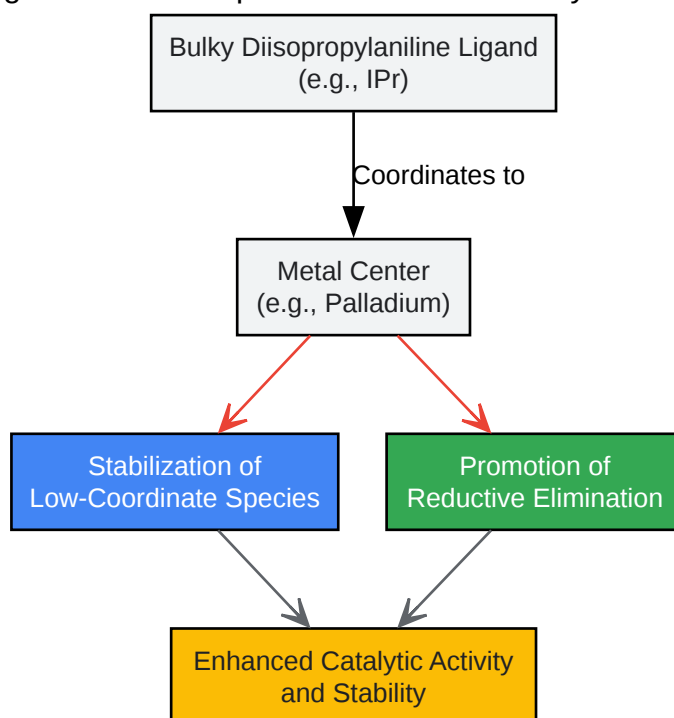 Bulky Diisopropylaniline Ligand
(e.g., IPr)
Coordinates to
Metal Center
(e.g., Palladium)
Stabilization of
Low-Coordinate Species
Promotion of
Reductive Elimination
Enhanced Catalytic Activity
and Stability